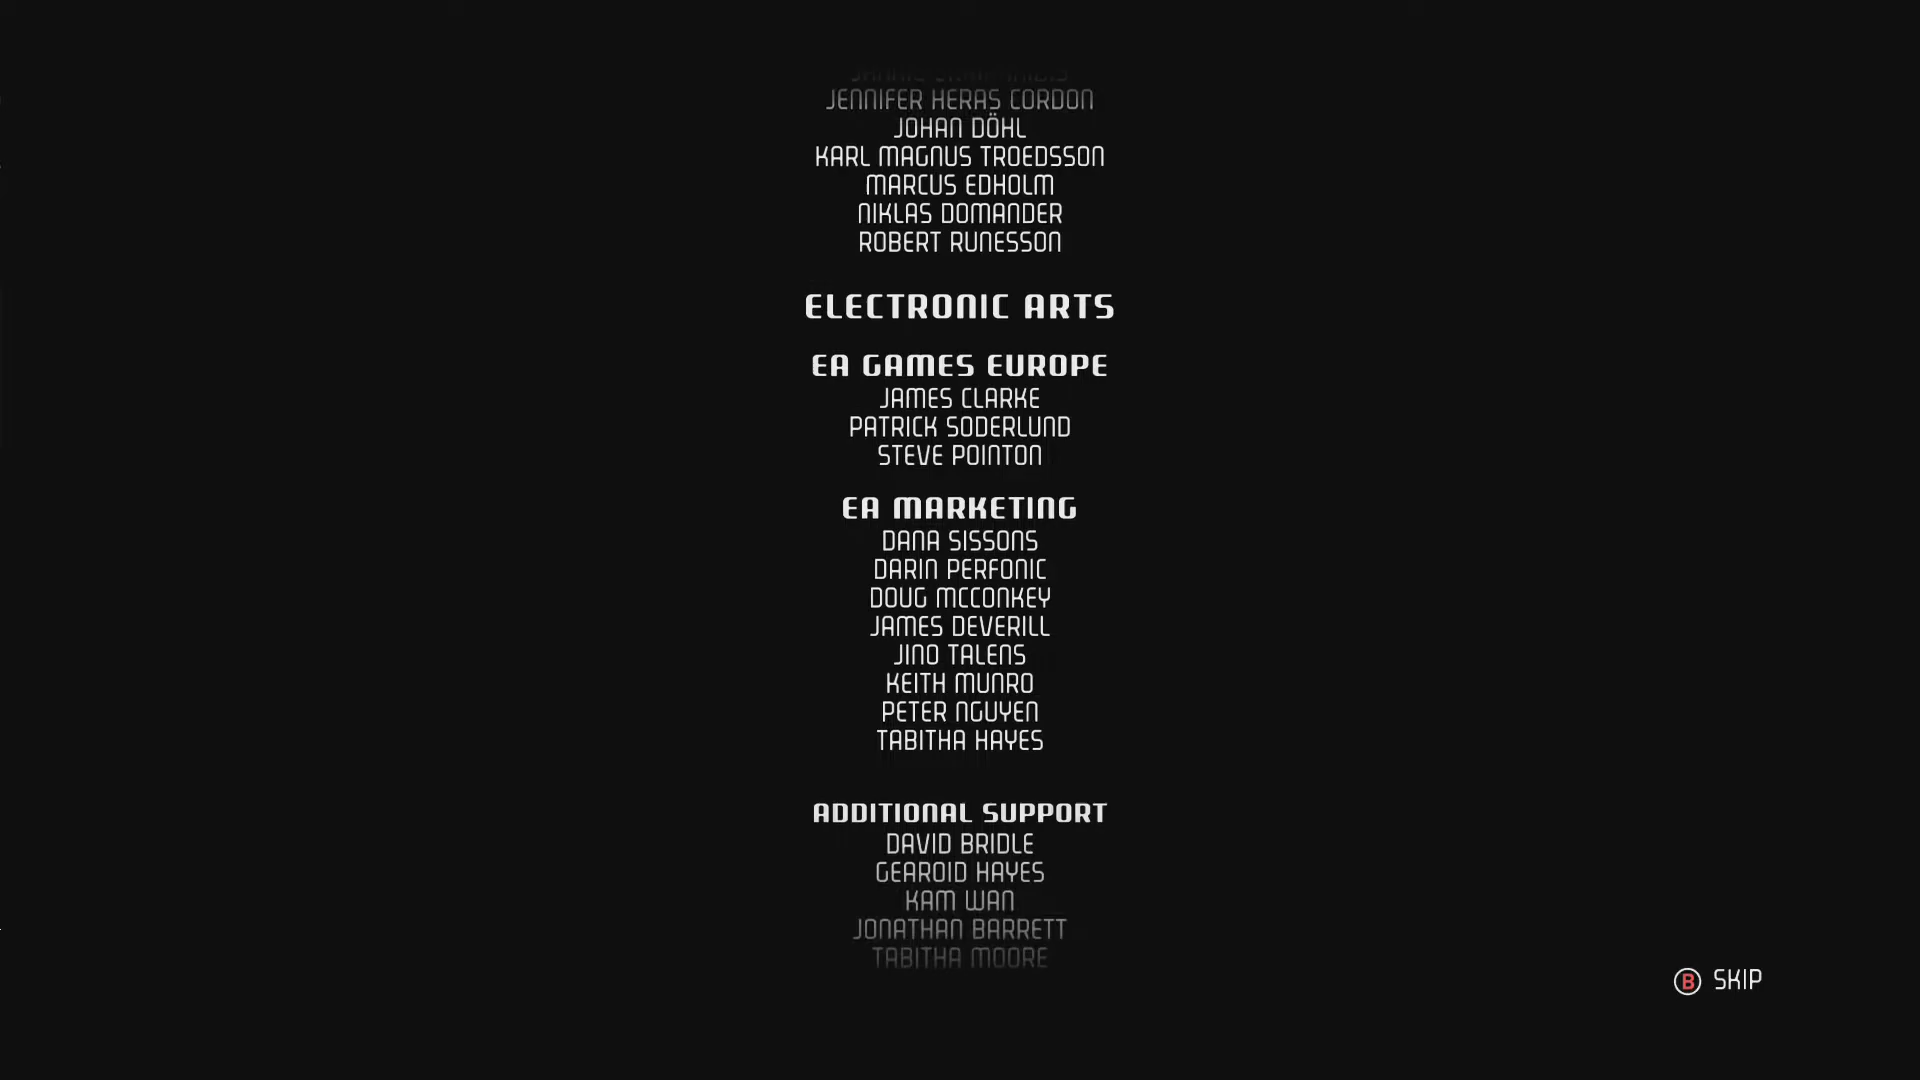 JENNIFER HERAS CORDON
JOHAN DÖHL
KARL MAGNUS TROEDSSON
MARCUS EDHOLM
NIKLAS DOMANDER
ROBERT RUNESSON
ELECTRONIC ARTS
EA GAMES EUROPE
JAMES CLARKE
PATRICK SODERLUND
STEVE POINTON
EA MARKETING
DANA SISSONS
DARIN PERFONIC
DOUG MCCONKEY
JAMES DEVERILL
JINO TALENS
KEITH MUNRO
PETER NGUYEN
TABITHA HAYES
ADDITIONAL SUPPORT
DAVID BRIDLE
GEAROID HAYES
KAM WAN
JONATHAN BARRETT
TABITHA MOORE
B SKIP